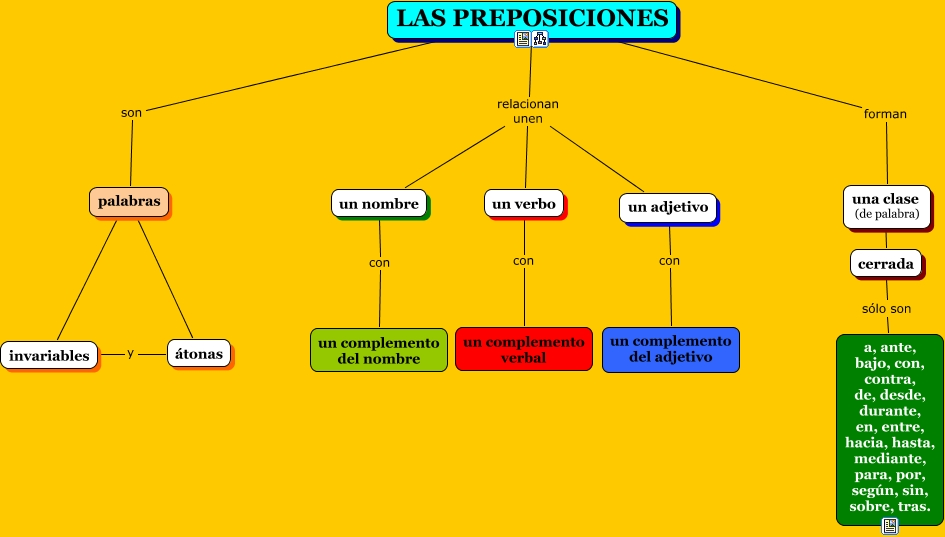 LAS PREPOSICIONES
son
relacionan
unen
forman
palabras
un nombre
un verbo
un adjetivo
una clase
(de palabra)
con
con
con
cerrada
sólo son
invariables
y
átonas
un complemento
del nombre
un complemento
verbal
un complemento
del adjetivo
a, ante,
bajo, con,
contra,
de, desde,
durante,
en, entre,
hacia, hasta,
mediante,
para, por,
según, sin,
sobre, tras.